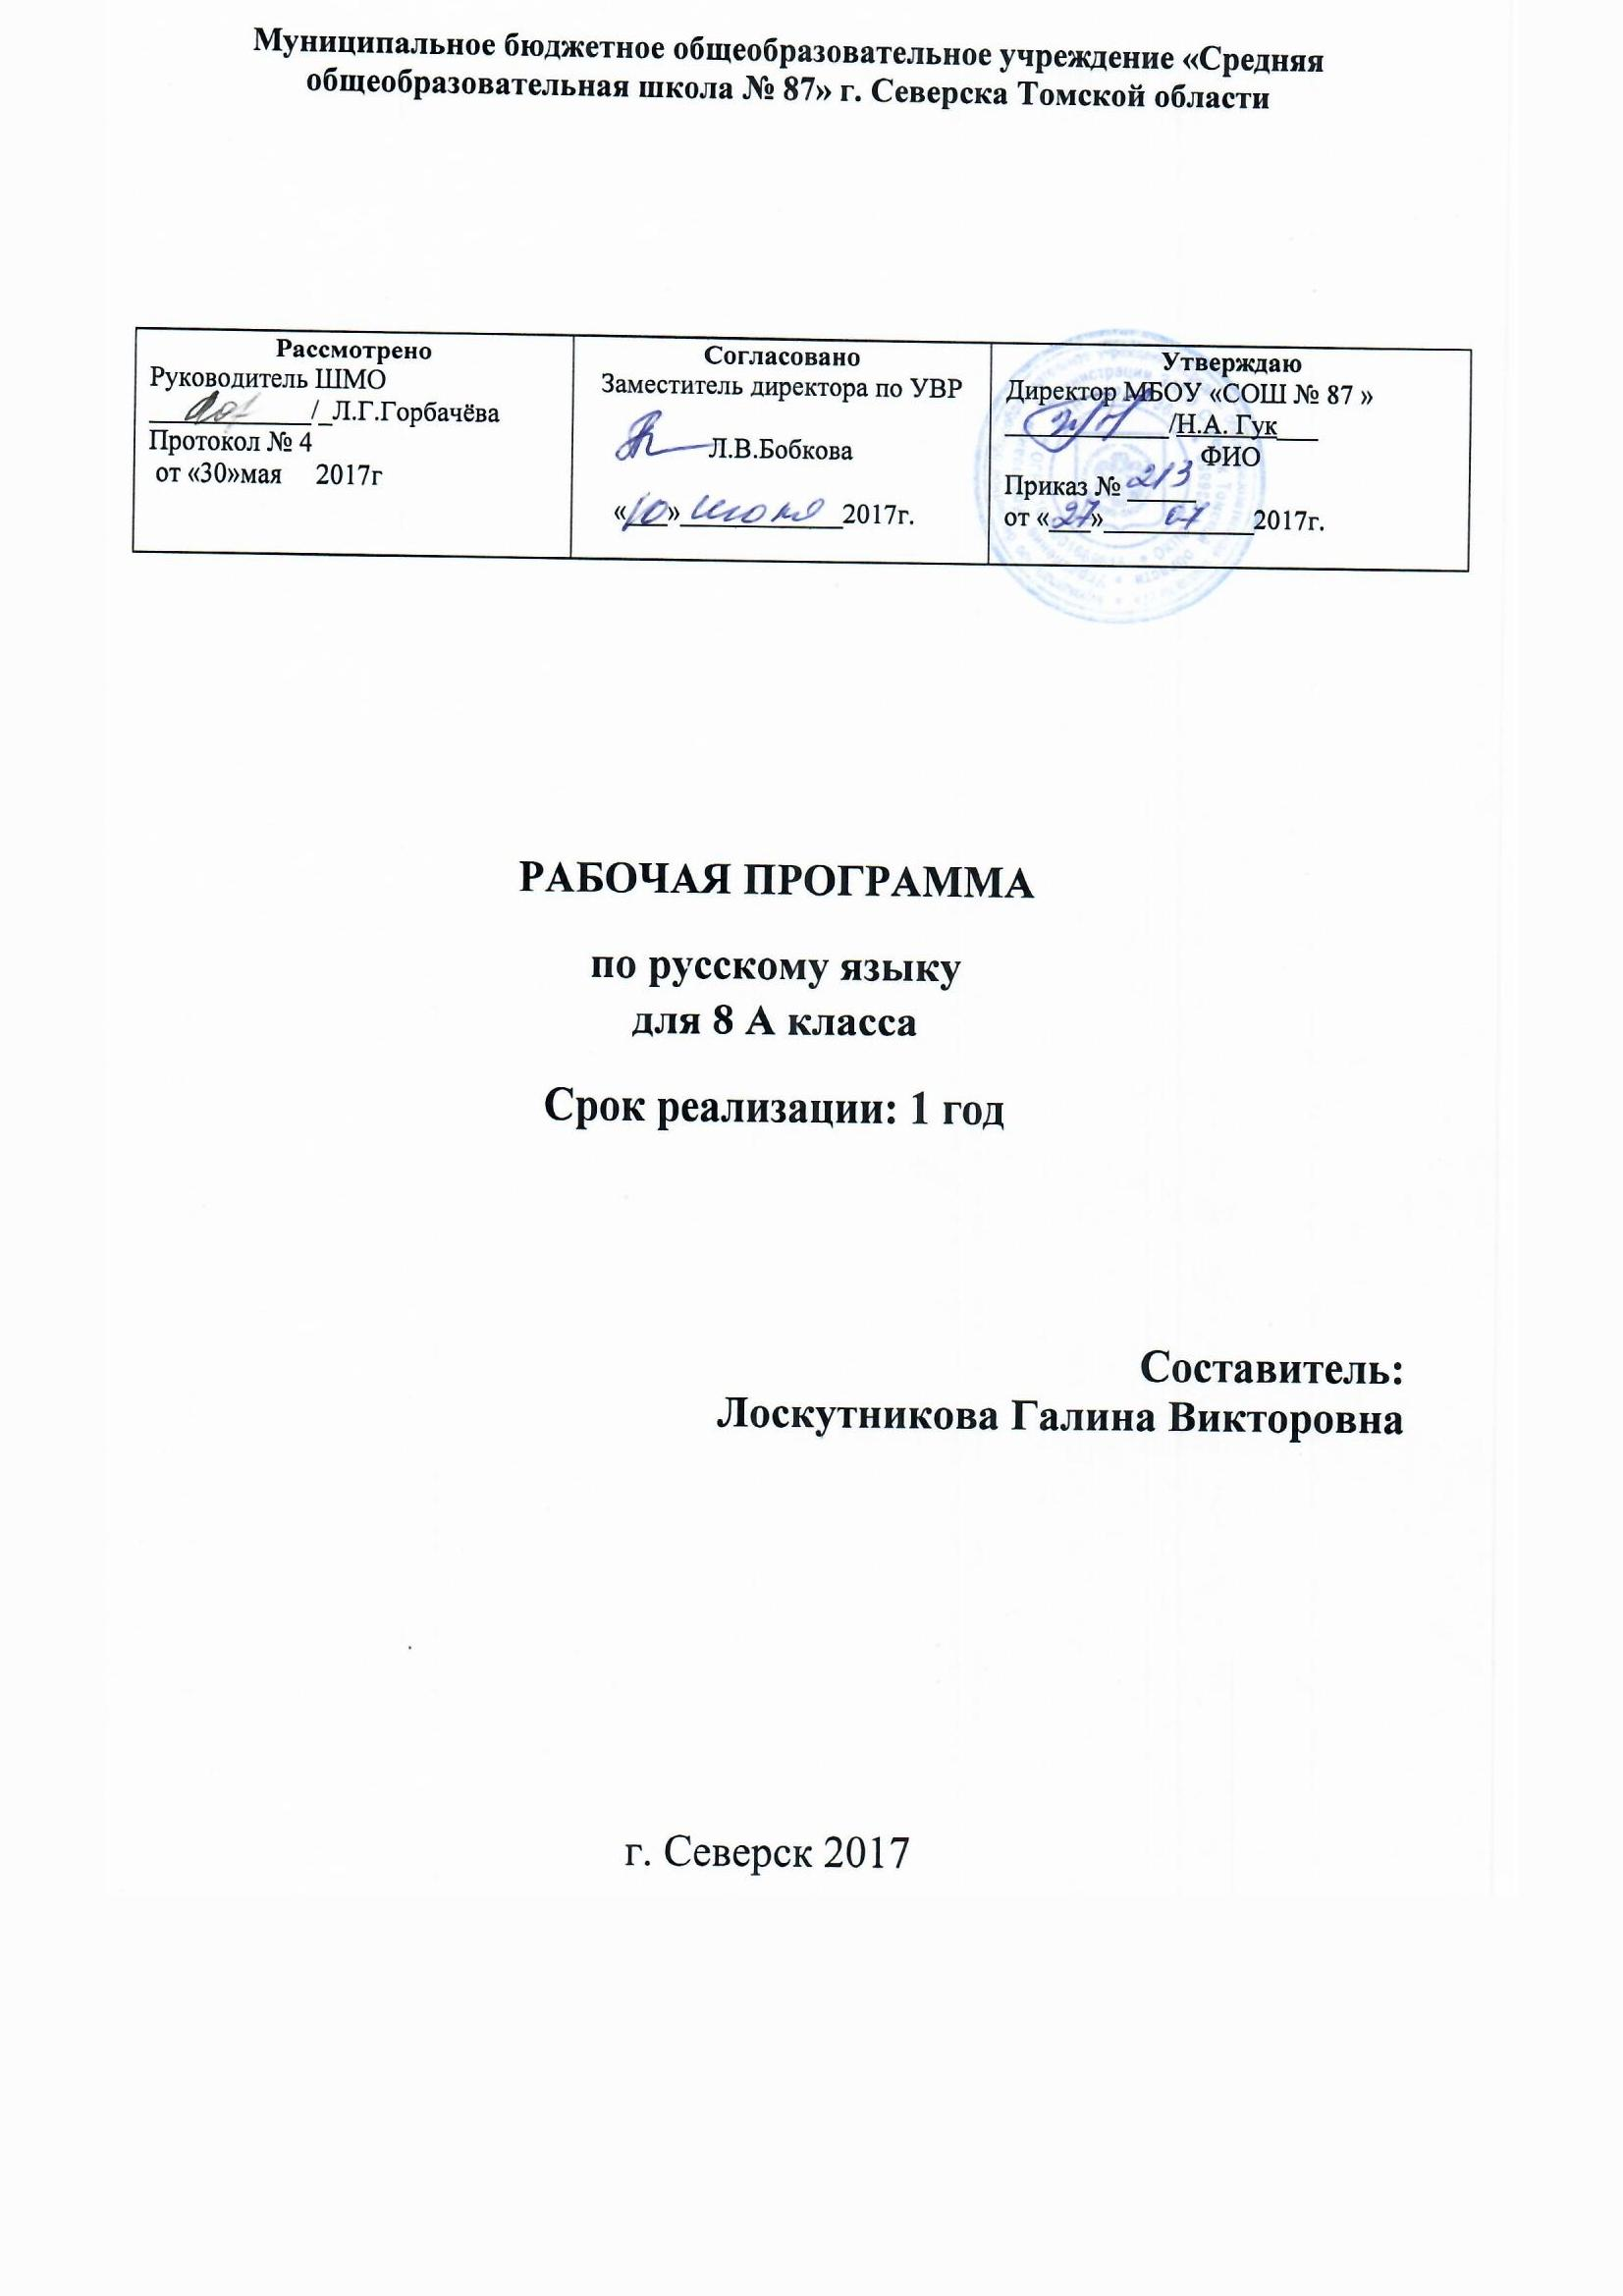 Муниципальное бюджетное общеобразовательное учреждение «Средняя
общеобразовательная школа № 87» г. Северска Томской области
Рассмотрено
Руководитель ШМО
____________/_Л.Г.Горбачёва
Протокол № 4
от «30»мая 2017г
Согласовано
Заместитель директора по УВР
Л.В.Бобкова
«10» июня 2017г.
Утверждаю
Директор МБОУ «СОШ № 87 »
____________/Н.А. Гук___
ФИО
Приказ № 213
от «27» 07 2017г.
РАБОЧАЯ ПРОГРАММА
по русскому языку
для 8 А класса
Срок реализации: 1 год
Составитель:
Лоскутникова Галина Викторовна
г. Северск 2017